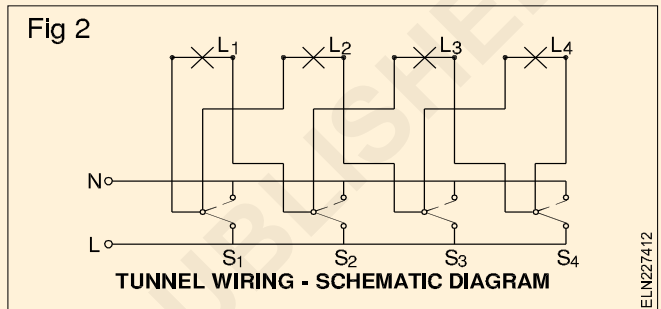 Fig 2
L1 L2 L3 L4
N
L
S1 S2 S3 S4
TUNNEL WIRING - SCHEMATIC DIAGRAM
ELN227412